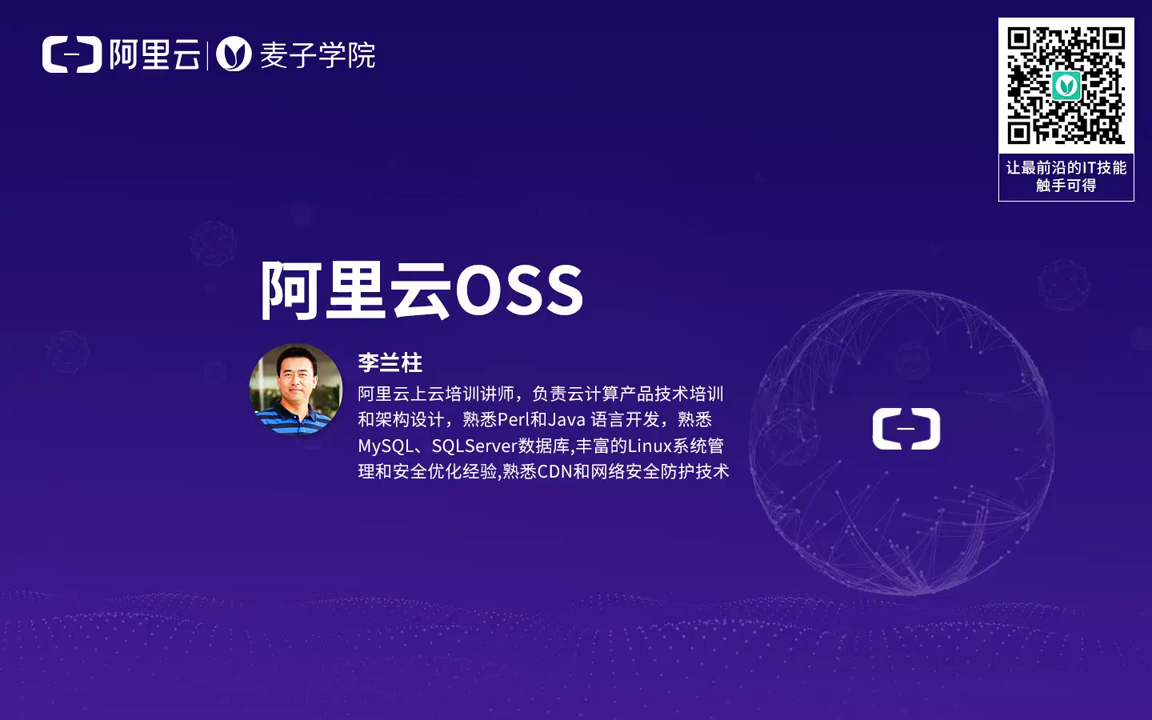 阿里云
麦子学院
让最前沿的IT技能
触手可得
阿里云OSS
李兰柱
阿里云上云培训讲师，负责云计算产品技术培训
和架构设计，熟悉Perl和Java 语言开发，熟悉
MySQL、SQLServer数据库,丰富的Linux系统管
理和安全优化经验,熟悉CDN和网络安全防护技术